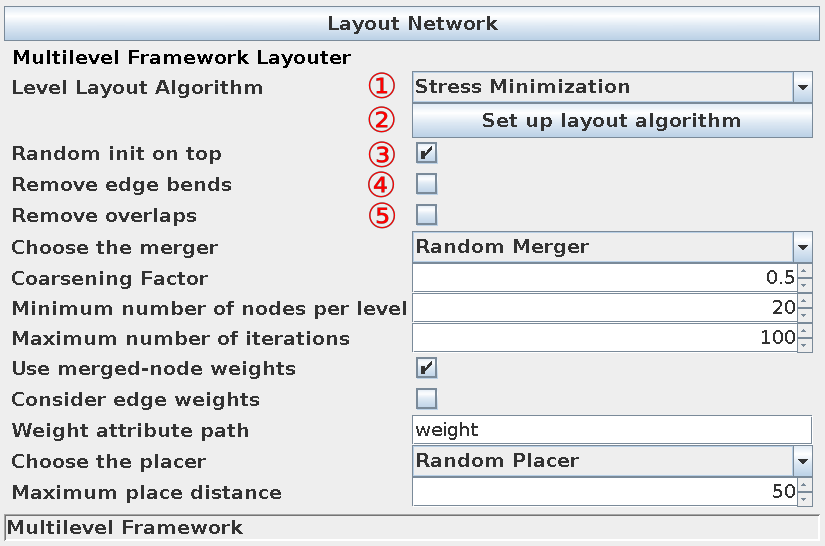 Layout Network
Multilevel Framework Layouter
Level Layout Algorithm ① Stress Minimization
② Set up layout algorithm
Random init on top ③
Remove edge bends ④
Remove overlaps ⑤
Choose the merger Random Merger
Coarsening Factor 0.5
Minimum number of nodes per level 20
Maximum number of iterations 100
Use merged-node weights
Consider edge weights
Weight attribute path weight
Choose the placer Random Placer
Maximum place distance 50
Multilevel Framework